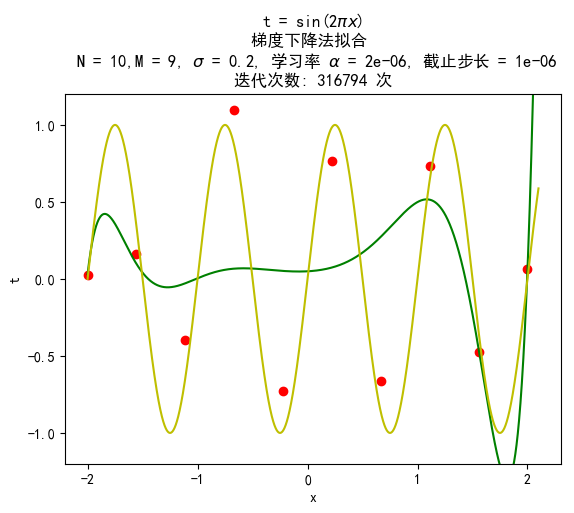 t = sin(2πx)
梯度下降法拟合
N = 10,M = 9, σ = 0.2, 学习率 α = 2e-06, 截止步长 = 1e-06
迭代次数: 316794 次
1.0
0.5
0.0
−0.5
−1.0
t
−2 −1 0 1 2
x